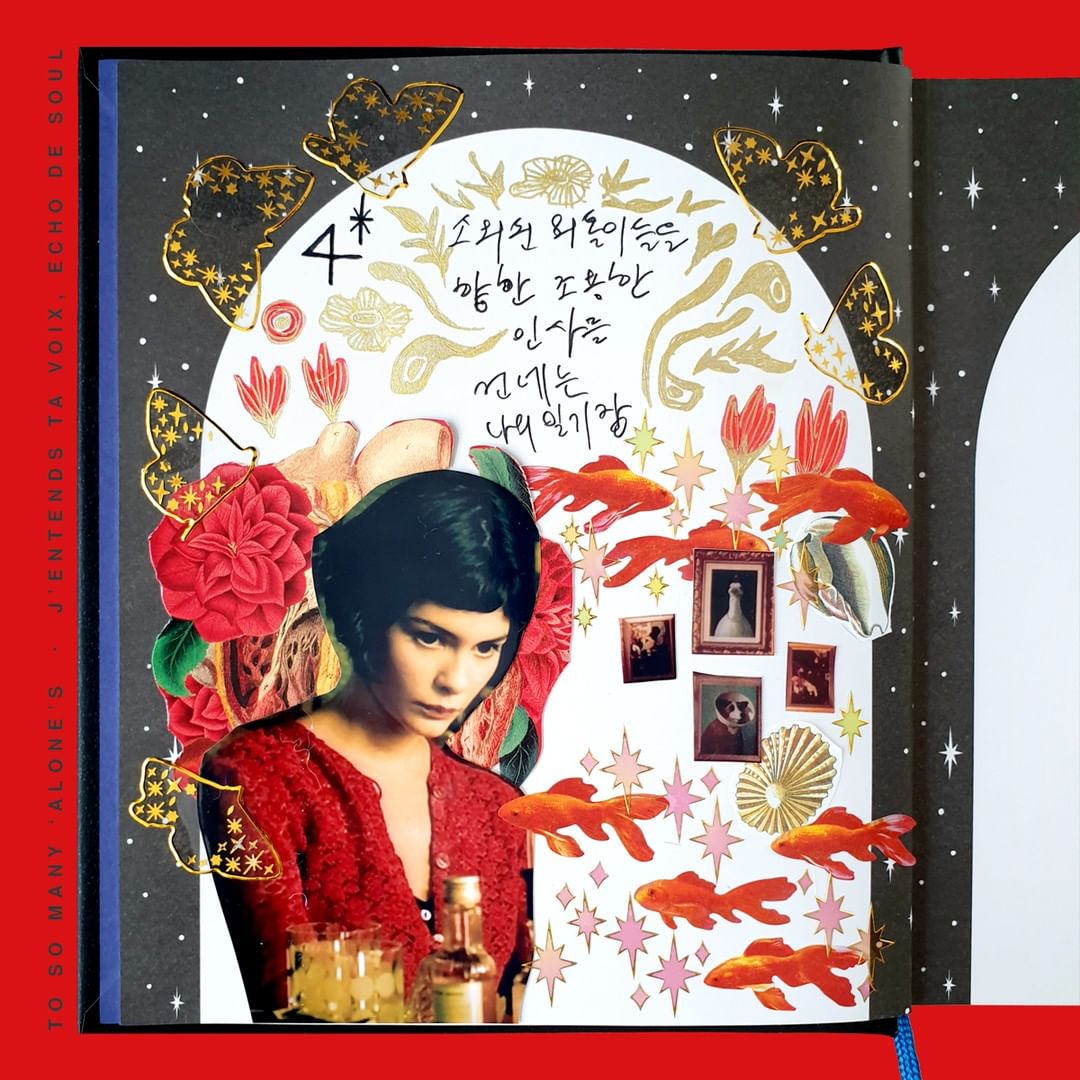 TO SO MANY 'ALONE'S · J'ENTENDS TA VOIX, ECHO DE SOUL
4*
소외된 외톨이들을
향한 조용한
인사를
건네는
나의 일기장